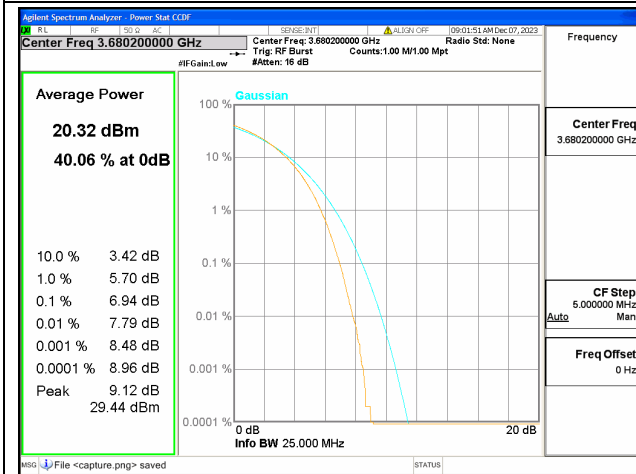 Agilent Spectrum Analyzer - Power Stat CCDF
RL RF 50 Ω AC SENSE:INT ALIGN OFF 09:01:51 AM Dec 07, 2023
Center Freq 3.680200000 GHz
Center Freq: 3.680200000 GHz Radio Std: None
Trig: RF Burst Counts:1.00 M/1.00 Mpt
#IFGain:Low #Atten: 16 dB
Frequency
Average Power
20.32 dBm
40.06 % at 0dB
10.0 % 3.42 dB
1.0 % 5.70 dB
0.1 % 6.94 dB
0.01 % 7.79 dB
0.001 % 8.48 dB
0.0001 % 8.96 dB
Peak 9.12 dB
29.44 dBm
Gaussian
100 %
10 %
1 %
0.1 %
0.01 %
0.001 %
0.0001 %
0 dB 20 dB
Info BW 25.000 MHz
Center Freq
3.680200000 GHz
CF Step
5.000000 MHz
Auto Man
Freq Offset
0 Hz
MSG File <capture.png> saved STATUS